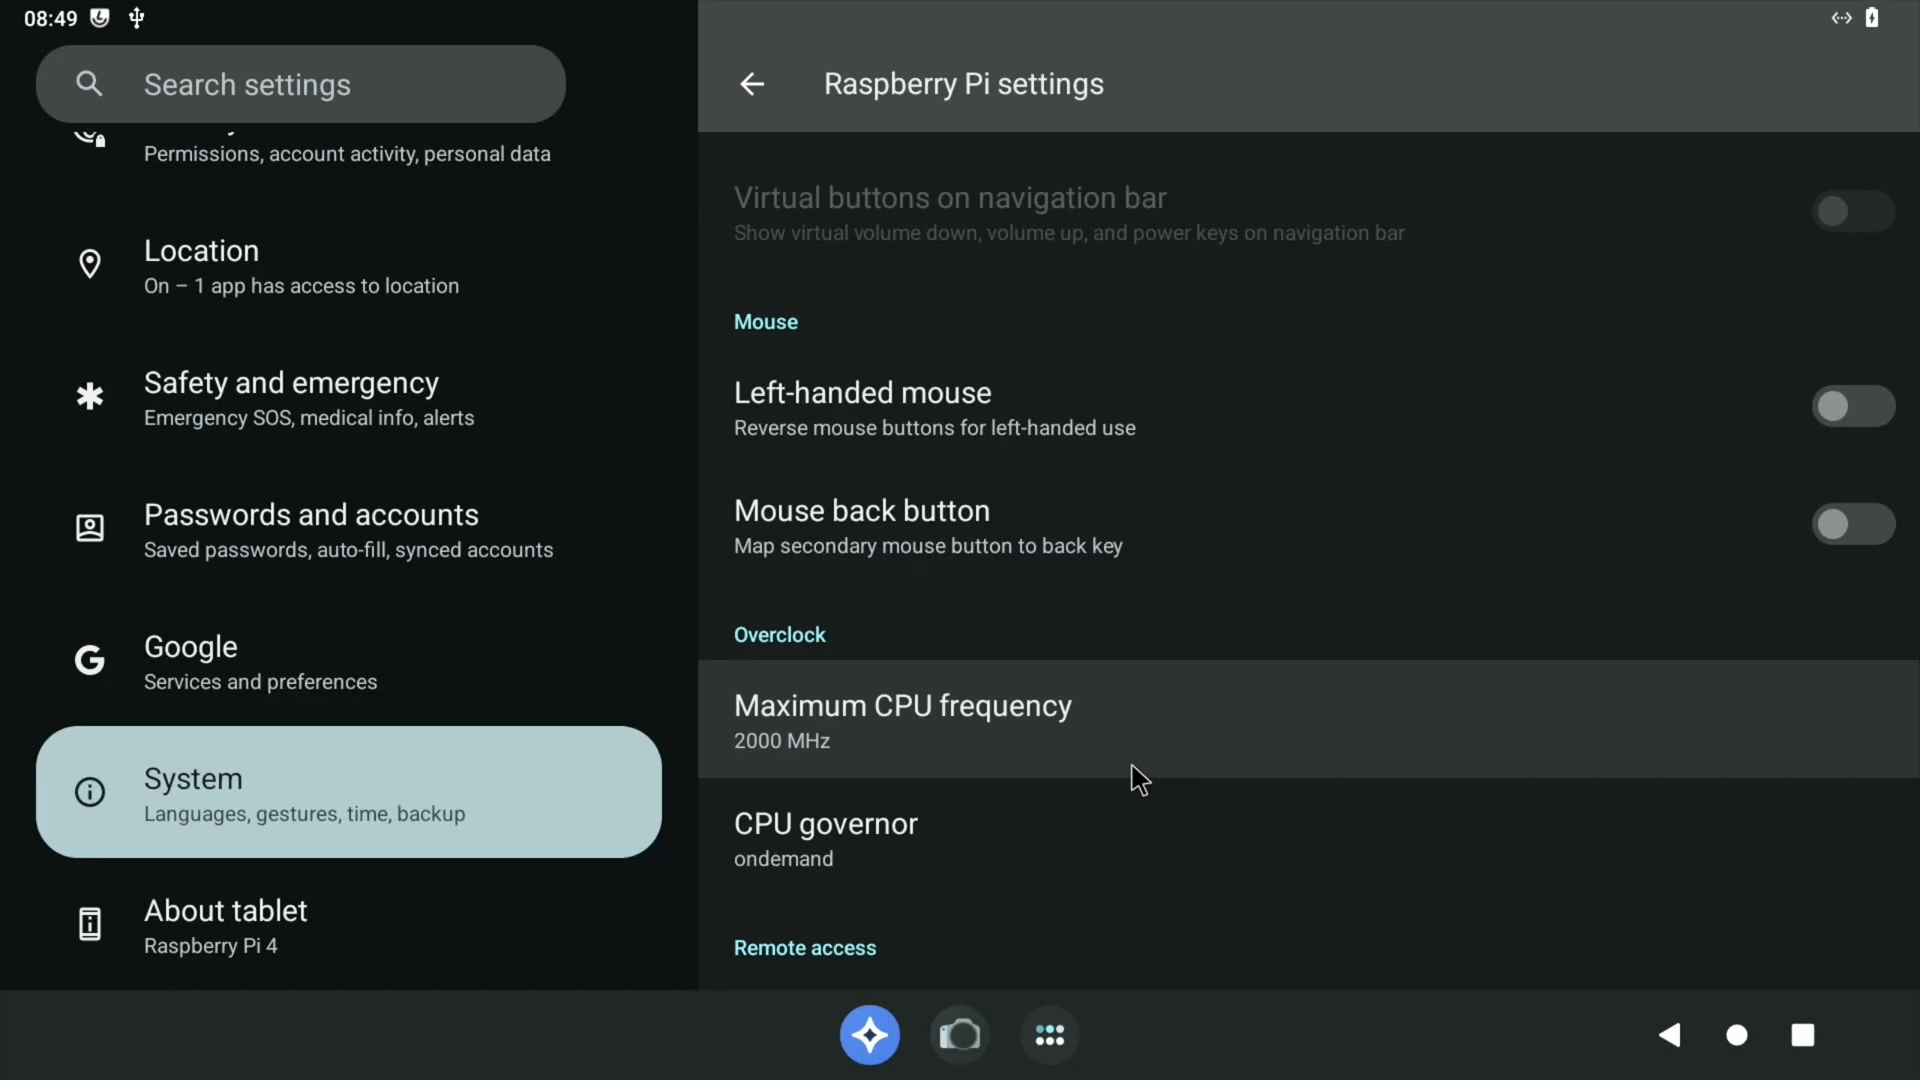 08:49
Search settings
Permissions, account activity, personal data
Location
On – 1 app has access to location
Safety and emergency
Emergency SOS, medical info, alerts
Passwords and accounts
Saved passwords, auto-fill, synced accounts
Google
Services and preferences
System
Languages, gestures, time, backup
About tablet
Raspberry Pi 4
Raspberry Pi settings
Virtual buttons on navigation bar
Show virtual volume down, volume up, and power keys on navigation bar
Mouse
Left-handed mouse
Reverse mouse buttons for left-handed use
Mouse back button
Map secondary mouse button to back key
Overclock
Maximum CPU frequency
2000 MHz
CPU governor
ondemand
Remote access